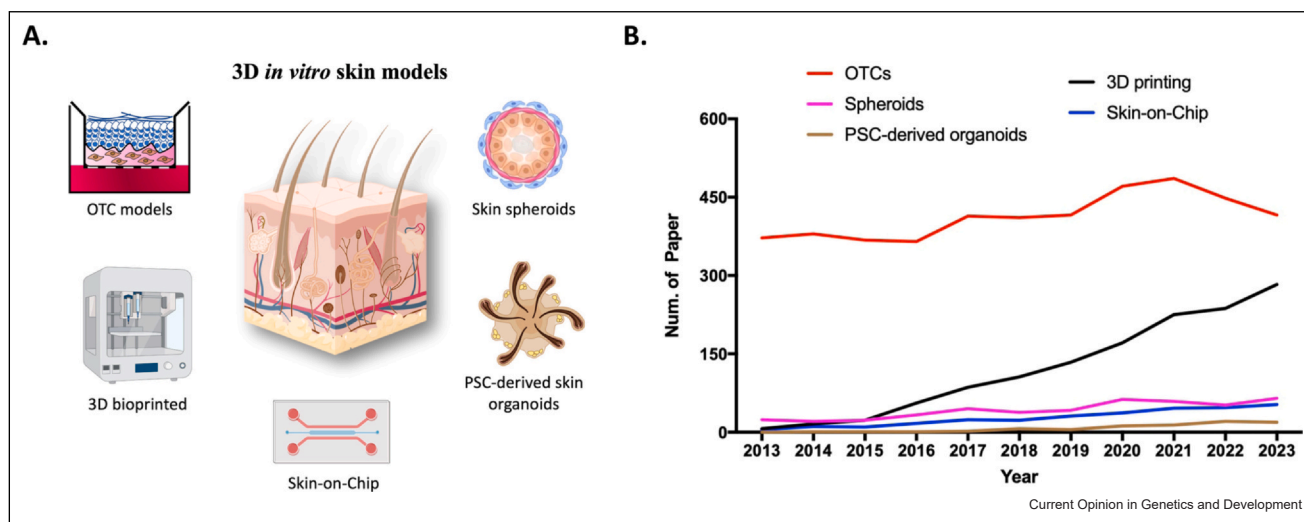 A.
3D in vitro skin models
OTC models
Skin spheroids
3D bioprinted
PSC-derived skin
organoids
Skin-on-Chip
B.
OTCs
Spheroids
PSC-derived organoids
3D printing
Skin-on-Chip
Num. of Paper
600
450
300
150
0
2013 2014 2015 2016 2017 2018 2019 2020 2021 2022 2023
Year
Current Opinion in Genetics and Development